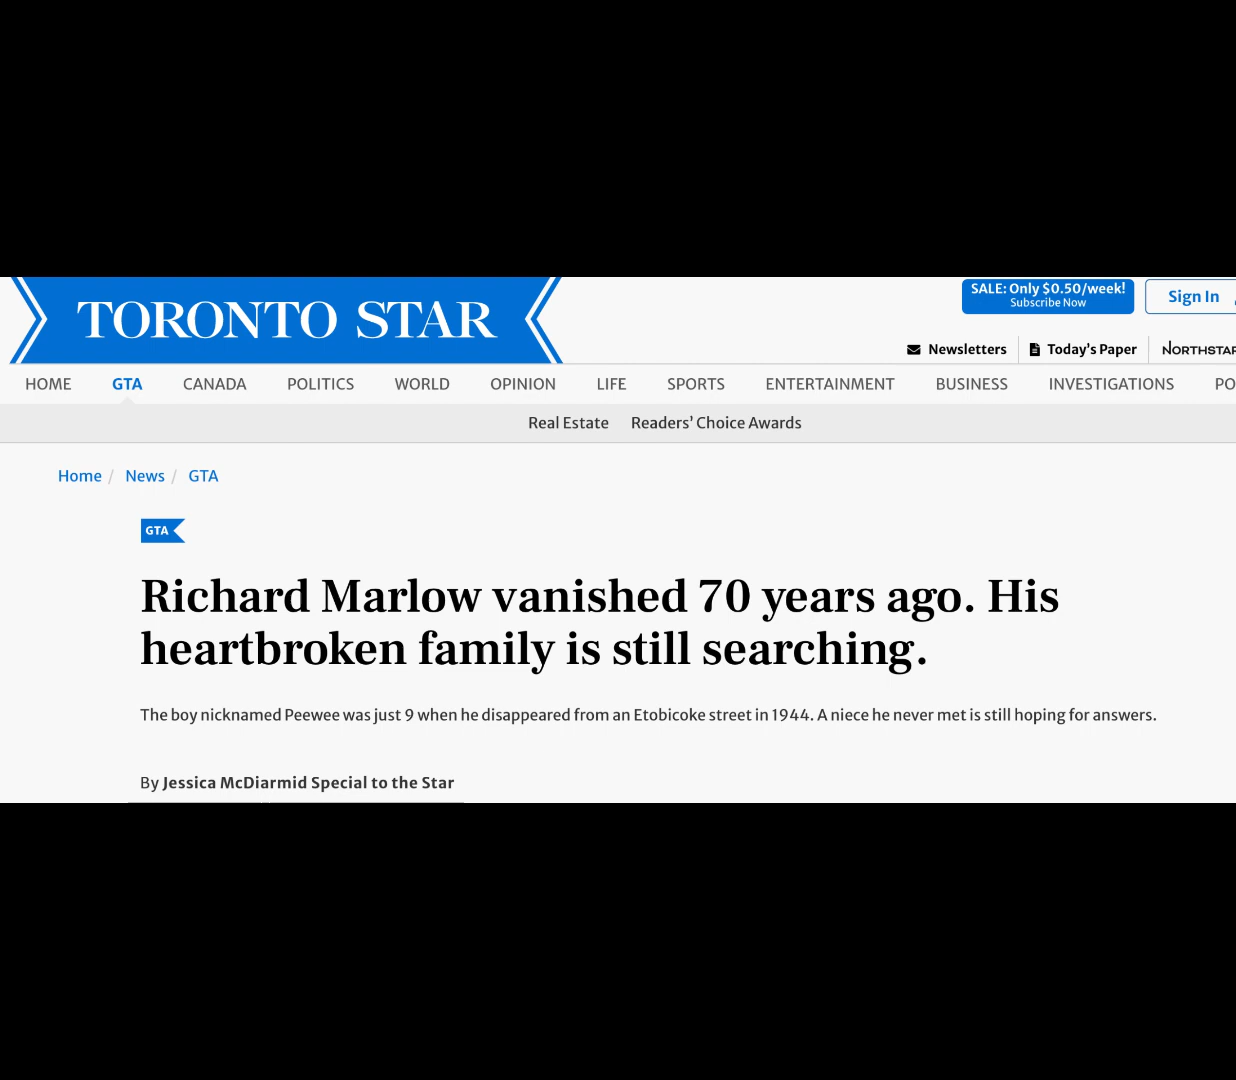 TORONTO STAR
SALE: Only $0.50/week!
Subscribe Now
Sign In
Newsletters
Today's Paper
NORTHSTAR
HOME GTA CANADA POLITICS WORLD OPINION LIFE SPORTS ENTERTAINMENT BUSINESS INVESTIGATIONS PO
Real Estate Readers' Choice Awards
Home / News / GTA
GTA
Richard Marlow vanished 70 years ago. His
heartbroken family is still searching.
The boy nicknamed Peewee was just 9 when he disappeared from an Etobicoke street in 1944. A niece he never met is still hoping for answers.
By Jessica McDiarmid Special to the Star